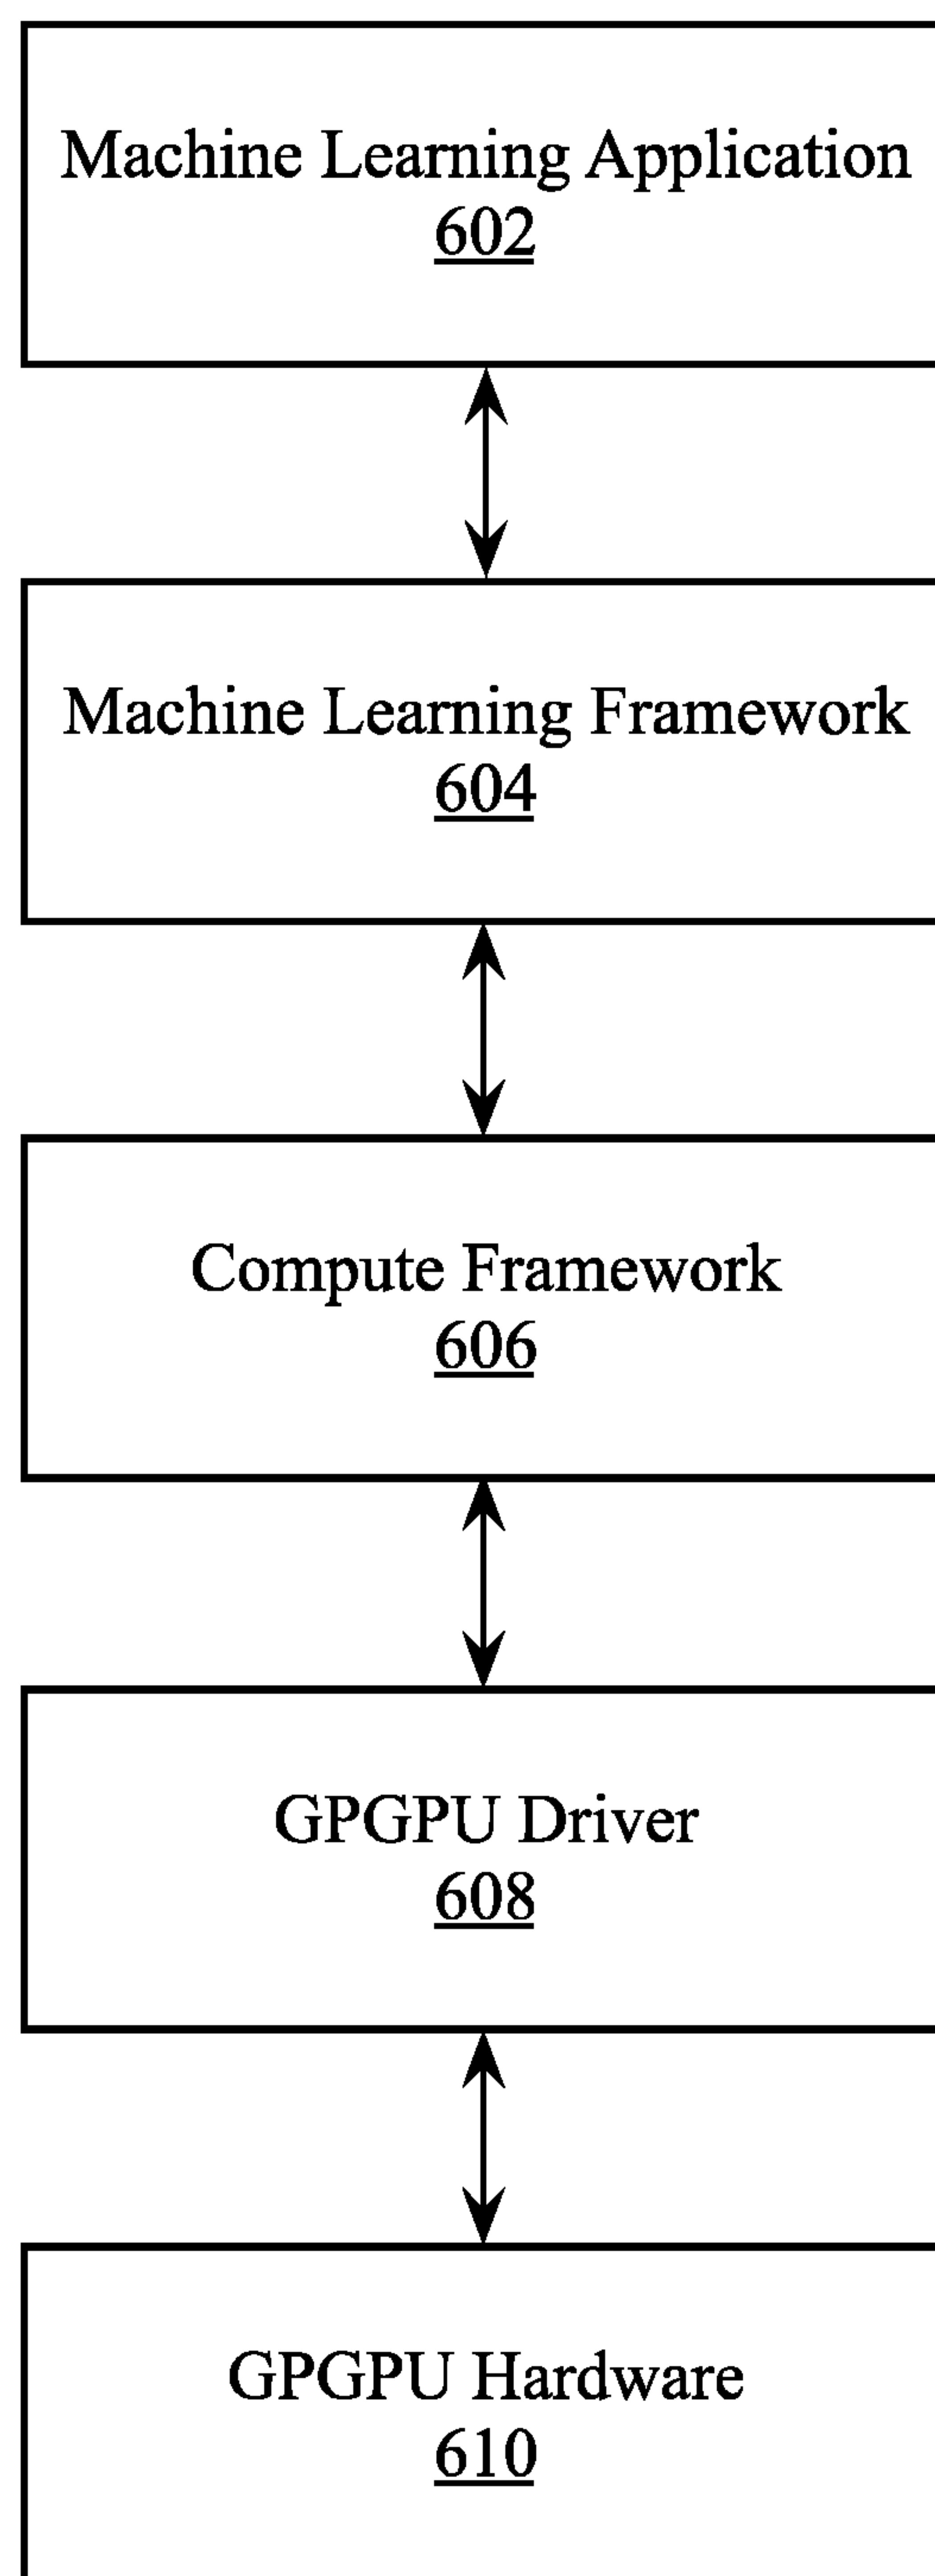 Machine Learning Application
602
Machine Learning Framework
604
Compute Framework
606
GPGPU Driver
608
GPGPU Hardware
610